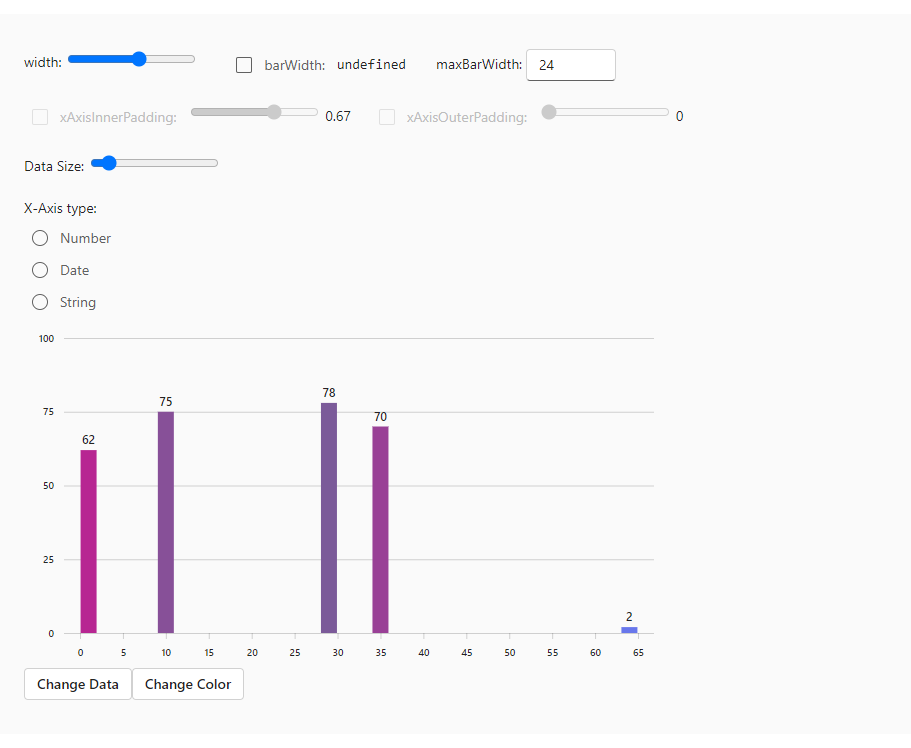 width: barWidth: undefined maxBarWidth: 24
xAxisInnerPadding: 0.67 xAxisOuterPadding: 0
Data Size:
X-Axis type:
Number
Date
String
100
78
75
75
70
62
50
25
2
0
0 5 10 15 20 25 30 35 40 45 50 55 60 65
Change Data Change Color